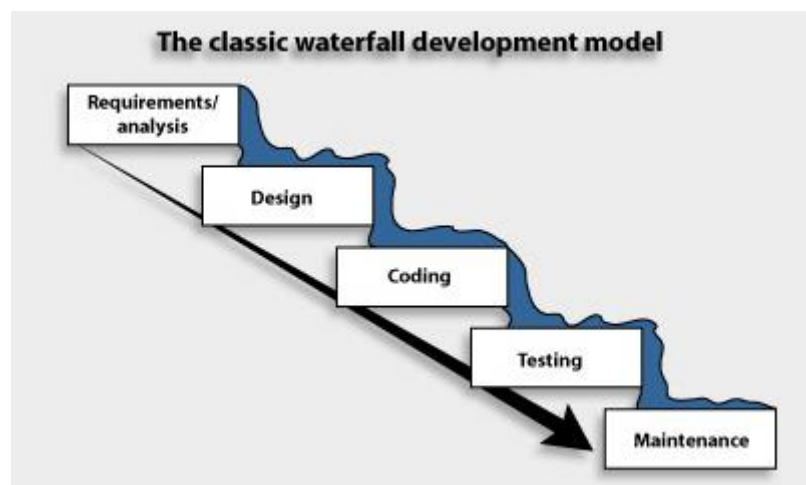 The classic waterfall development model
Requirements/
analysis
Design
Coding
Testing
Maintenance